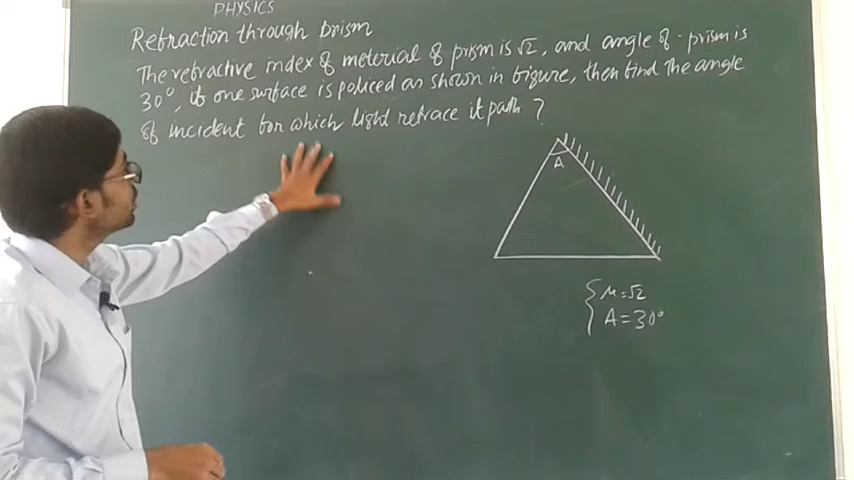 PHYSICS
Refraction through prism
The refractive index of meterial of prism is √2, and angle of prism is
30°, if one surface is policed as shown in figure, then find the angle
of incident for which light retrace it path ?
A
μ = √2
A = 30°